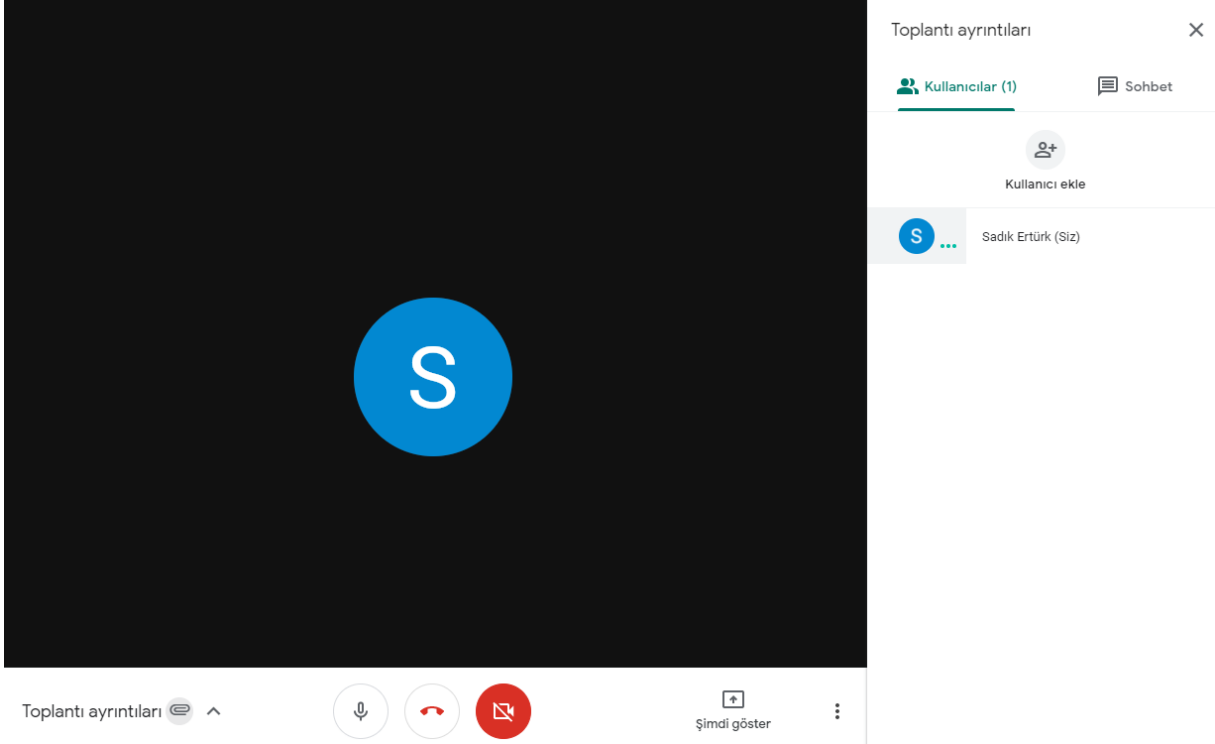 Toplantı ayrıntıları
Kullanıcılar (1)
Sohbet
Kullanıcı ekle
S
Sadık Ertürk (Siz)
S
Toplantı ayrıntıları
Şimdi göster